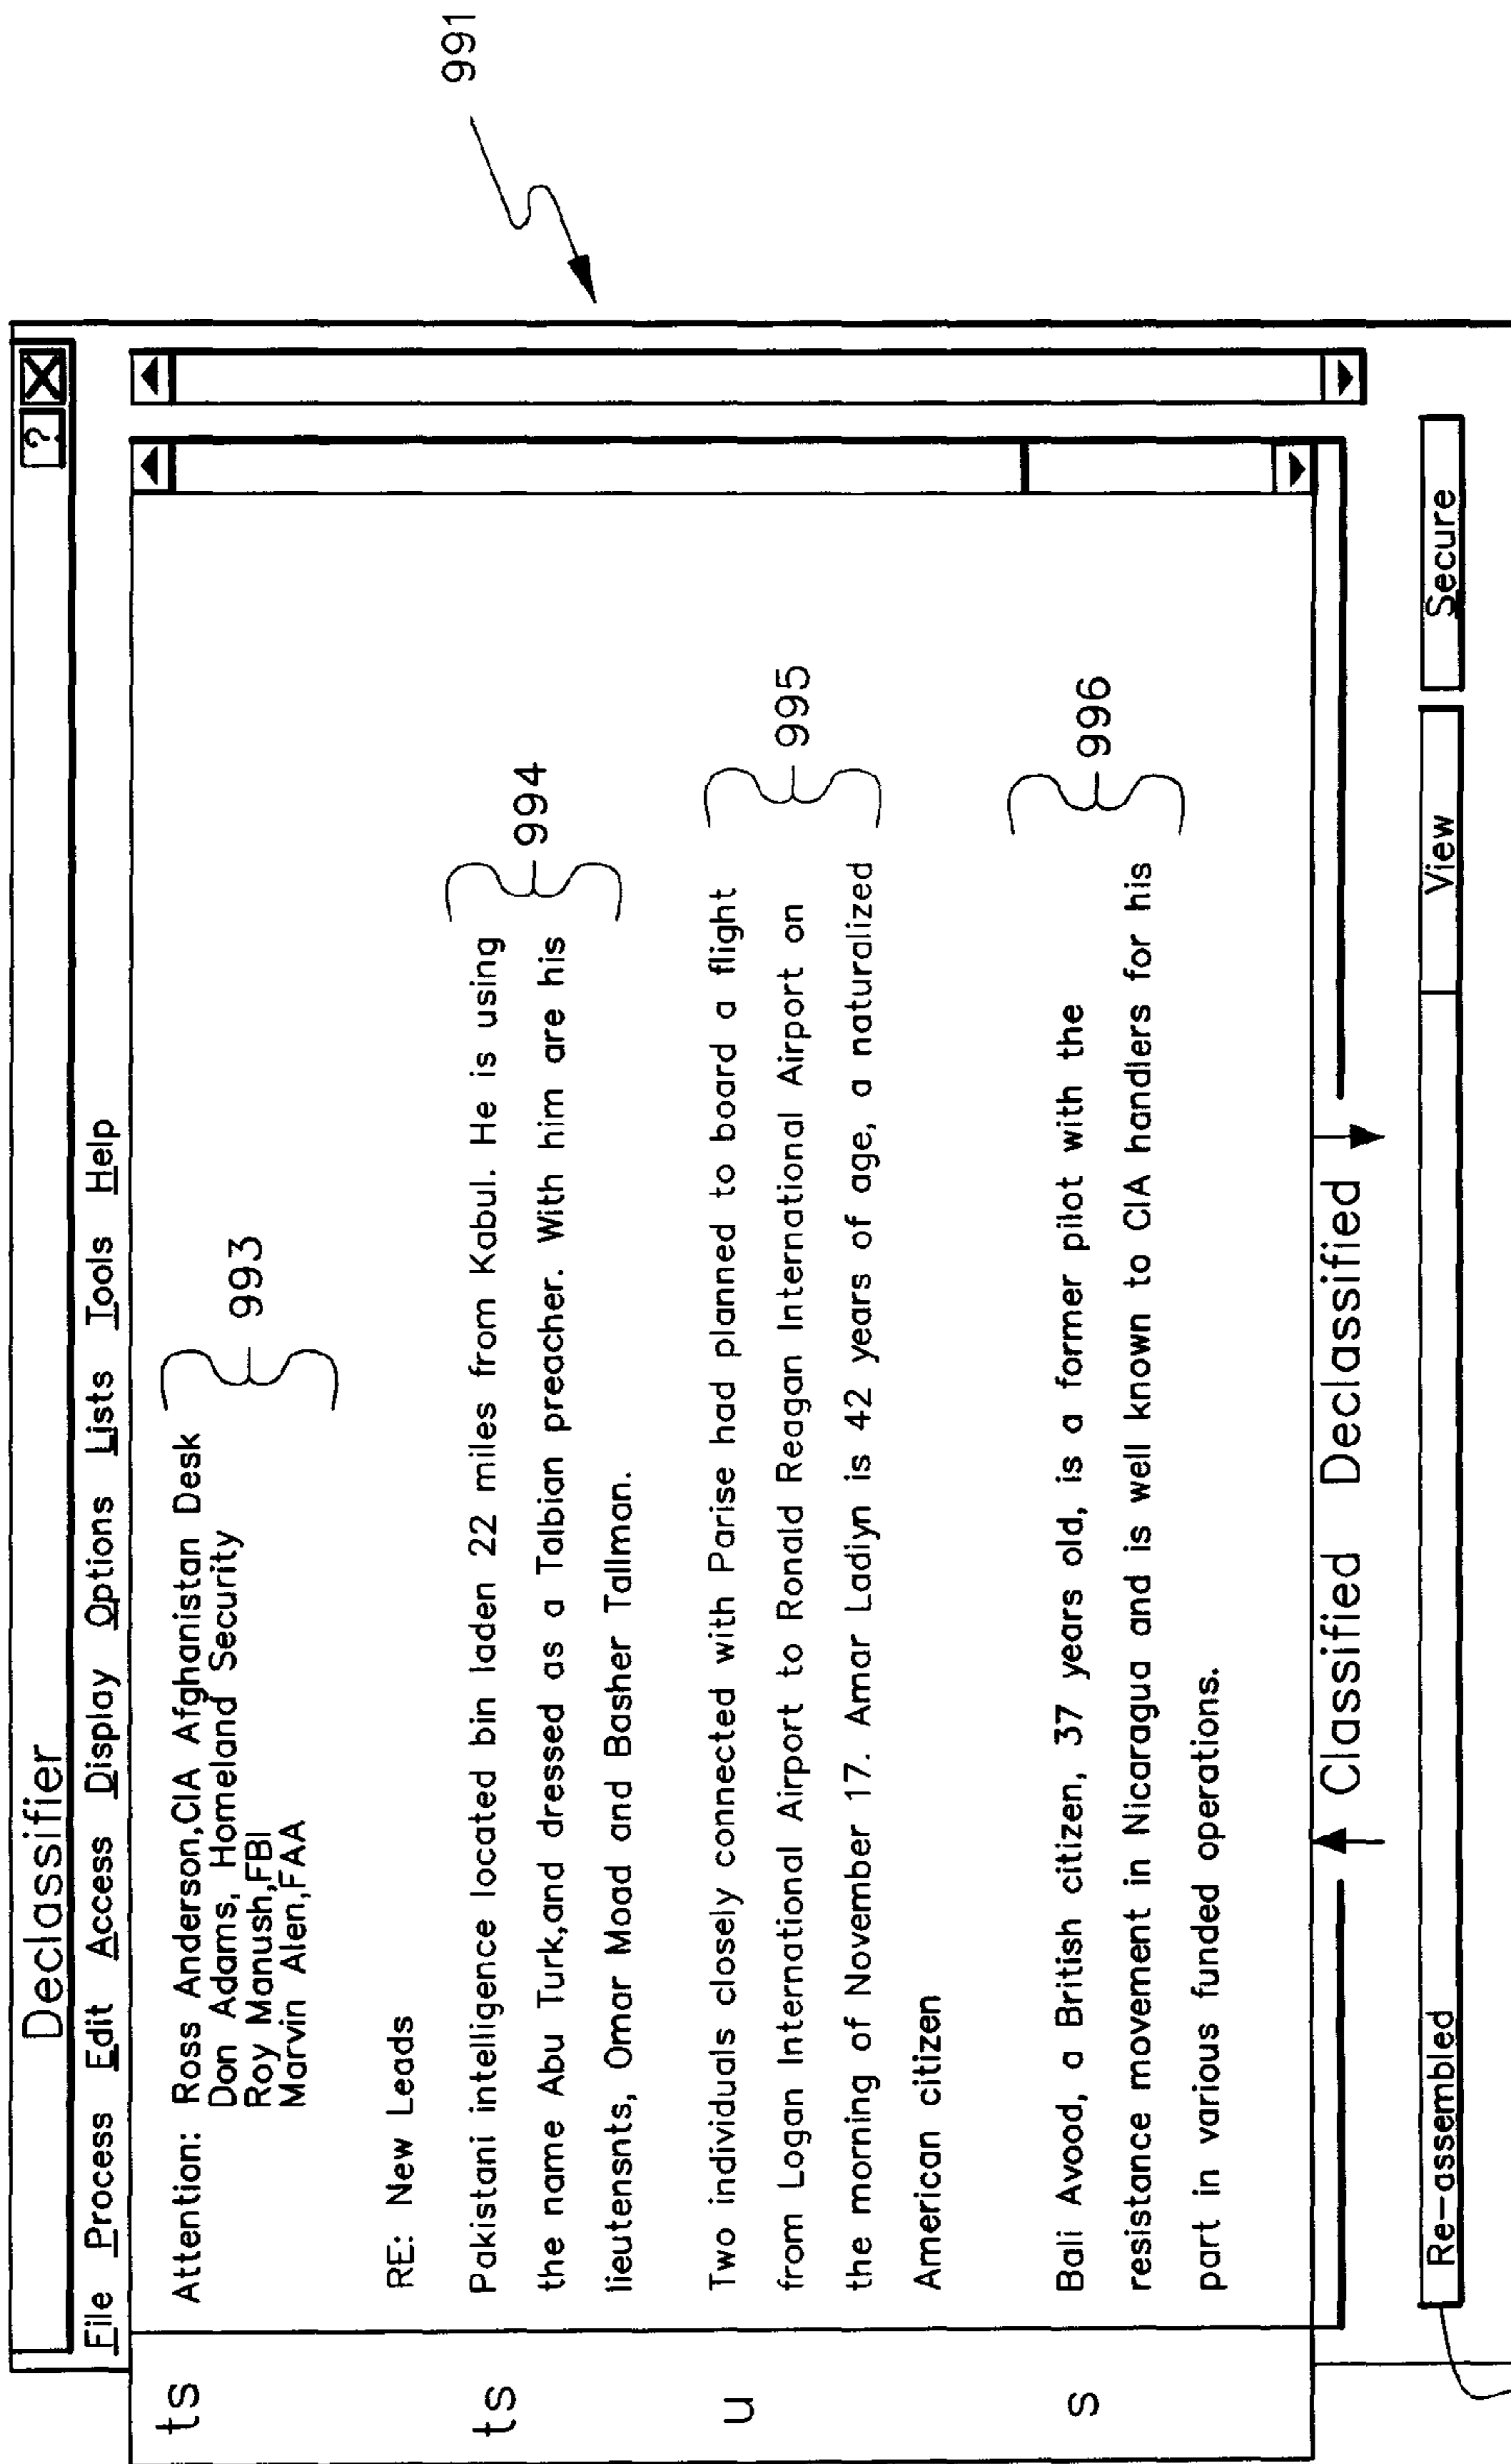 Declassifier
? X
File Process Edit Access Display Options Lists Tools Help
ts Attention: Ross Anderson,CIA Afghanistan Desk
Don Adams, Homeland Security
Roy Manush,FBI
Marvin Alen,FAA
993
991
RE: New Leads
ts Pakistani intelligence located bin laden 22 miles from Kabul. He is using
the name Abu Turk,and dressed as a Talbian preacher. With him are his
lieutensnts, Omar Moad and Basher Tallman.
994
u Two individuals closely connected with Parise had planned to board a flight
from Logan International Airport to Ronald Reagan International Airport on
the morning of November 17. Amar Ladiyn is 42 years of age, a naturalized
American citizen
995
s Bali Avood, a British citizen, 37 years old, is a former pilot with the
resistance movement in Nicaragua and is well known to CIA handlers for his
part in various funded operations.
996
Classified Declassified
Re-assembled View Secure